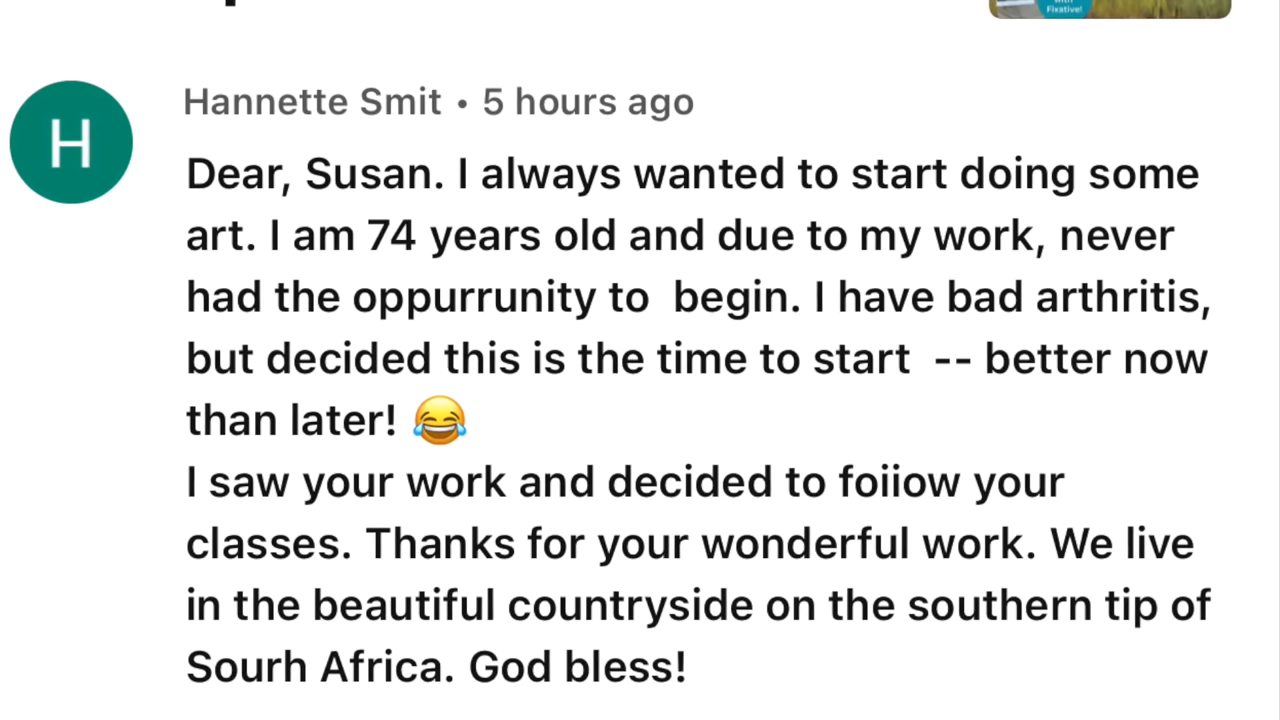 with
Fixative!
H
Hannette Smit • 5 hours ago
Dear, Susan. I always wanted to start doing some
art. I am 74 years old and due to my work, never
had the oppurrunity to  begin. I have bad arthritis,
but decided this is the time to start  -- better now
than later! 😂
I saw your work and decided to foiiow your
classes. Thanks for your wonderful work. We live
in the beautiful countryside on the southern tip of
Sourh Africa. God bless!